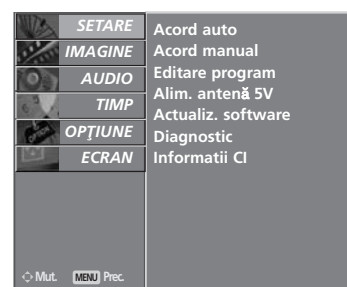 SETARE
IMAGINE
AUDIO
TIMP
OPŢIUNE
ECRAN
Acord auto
Acord manual
Editare program
Alim. antenă 5V
Actualiz. software
Diagnostic
Informatii CI
Mut. MENU Prec.